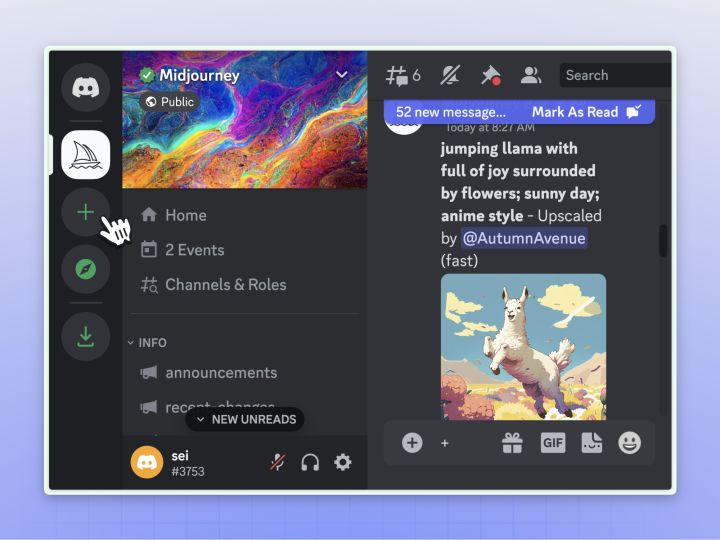 Midjourney
Public
Home
2 Events
Channels & Roles
INFO
announcements
recent-changes
NEW UNREADS
sei
#3753
6
Search
52 new message...
Mark As Read
Today at 8:27 AM
jumping llama with
full of joy surrounded
by flowers; sunny day;
anime style - Upscaled
by @AutumnAvenue
(fast)
+
GIF